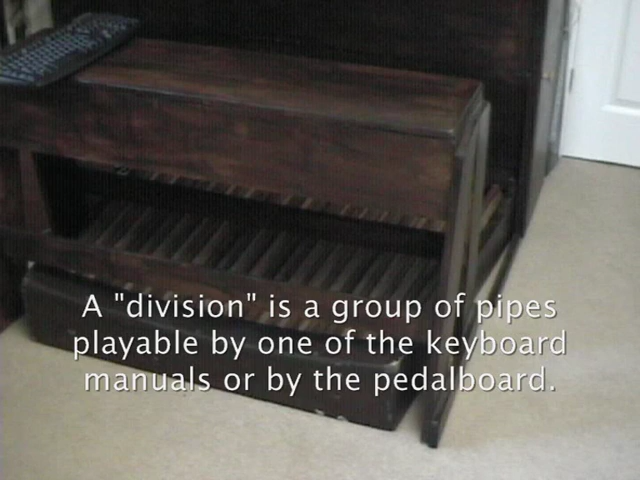 A "division" is a group of pipes
playable by one of the keyboard
manuals or by the pedalboard.